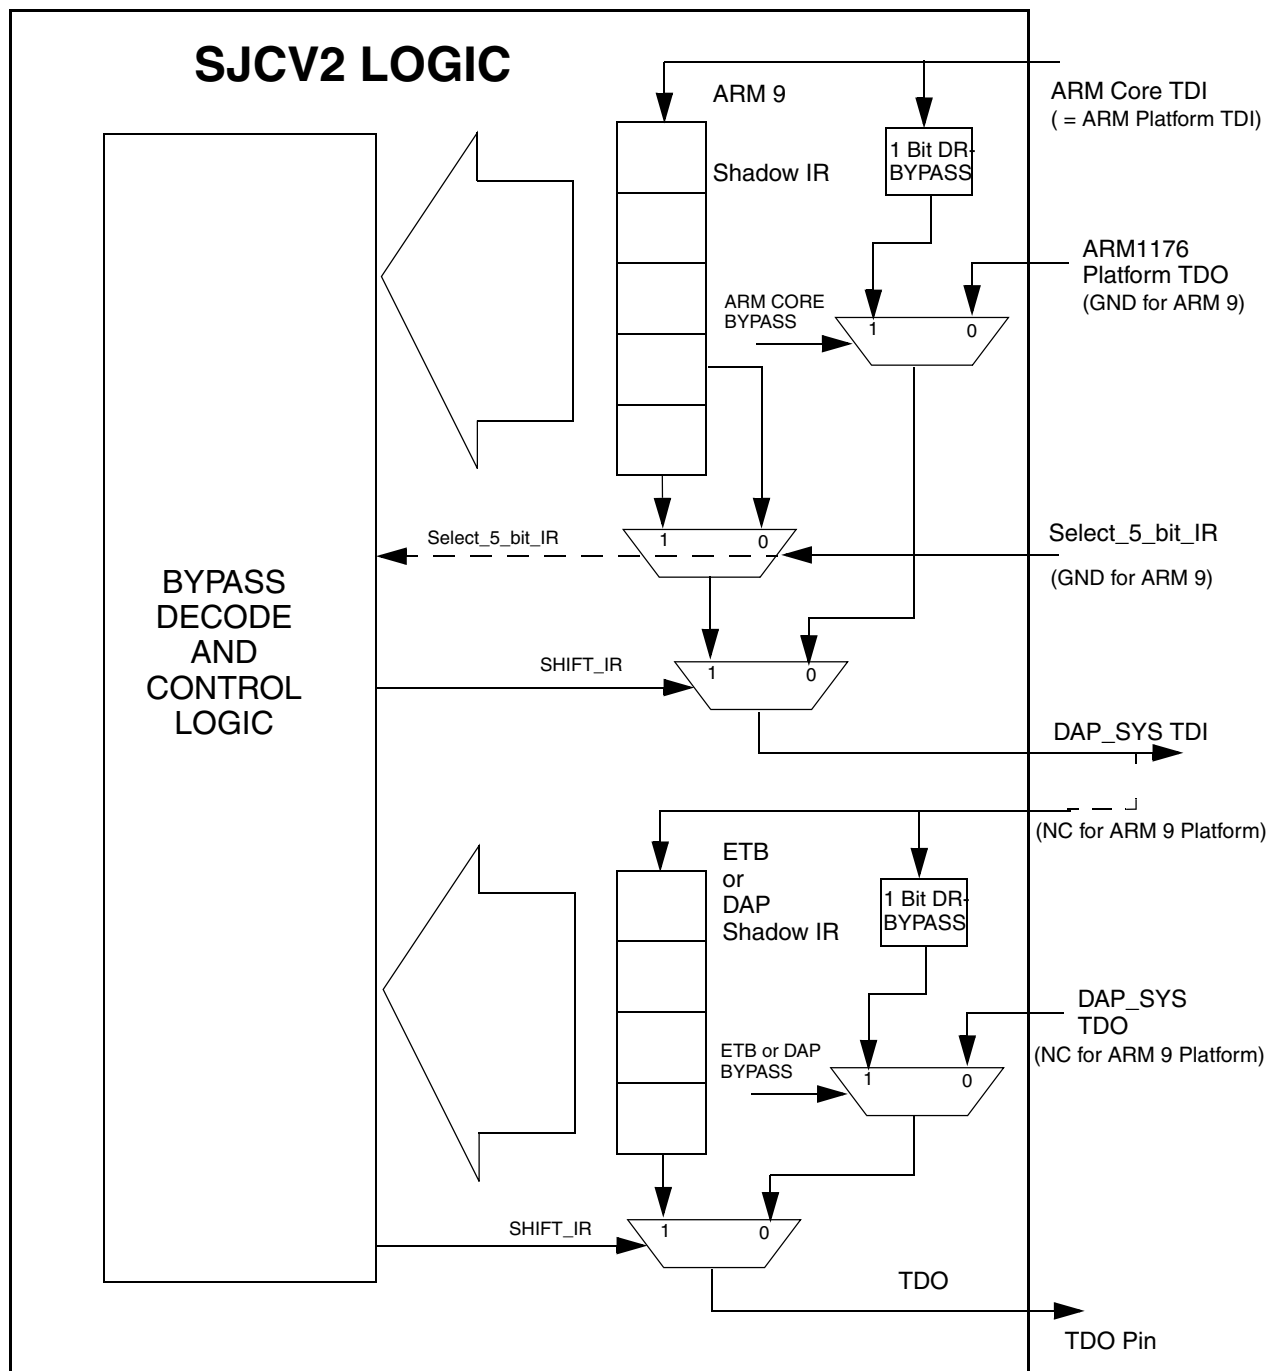 SJCV2 LOGIC
ARM 9
Shadow IR
1 Bit DR-
BYPASS
ARM Core TDI
( = ARM Platform TDI)
ARM1176
Platform TDO
(GND for ARM 9)
ARM CORE
BYPASS
1
0
Select_5_bit_IR
1
0
Select_5_bit_IR
(GND for ARM 9)
BYPASS
DECODE
AND
CONTROL
LOGIC
SHIFT_IR
1
0
DAP_SYS TDI
(NC for ARM 9 Platform)
ETB
or
DAP
Shadow IR
1 Bit DR-
BYPASS
DAP_SYS
TDO
(NC for ARM 9 Platform)
ETB or DAP
BYPASS
1
0
SHIFT_IR
1
0
TDO
TDO Pin